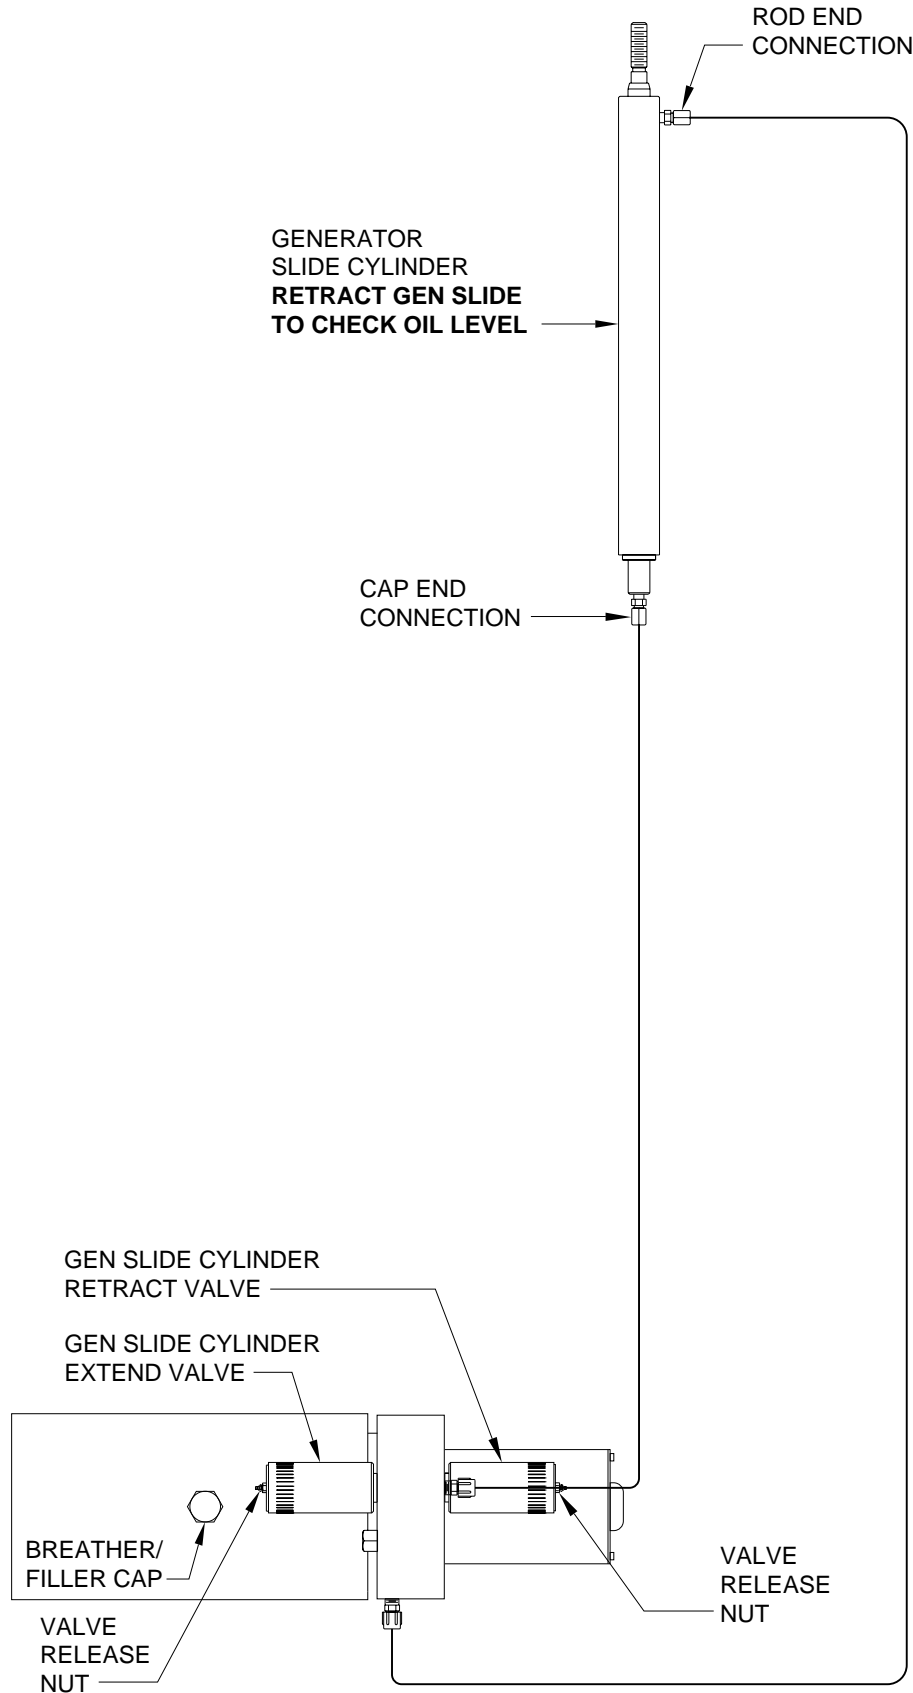 ROD END
CONNECTION
GENERATOR
SLIDE CYLINDER
RETRACT GEN SLIDE
TO CHECK OIL LEVEL
CAP END
CONNECTION
GEN SLIDE CYLINDER
RETRACT VALVE
GEN SLIDE CYLINDER
EXTEND VALVE
BREATHER/
FILLER CAP
VALVE
RELEASE
NUT
VALVE
RELEASE
NUT